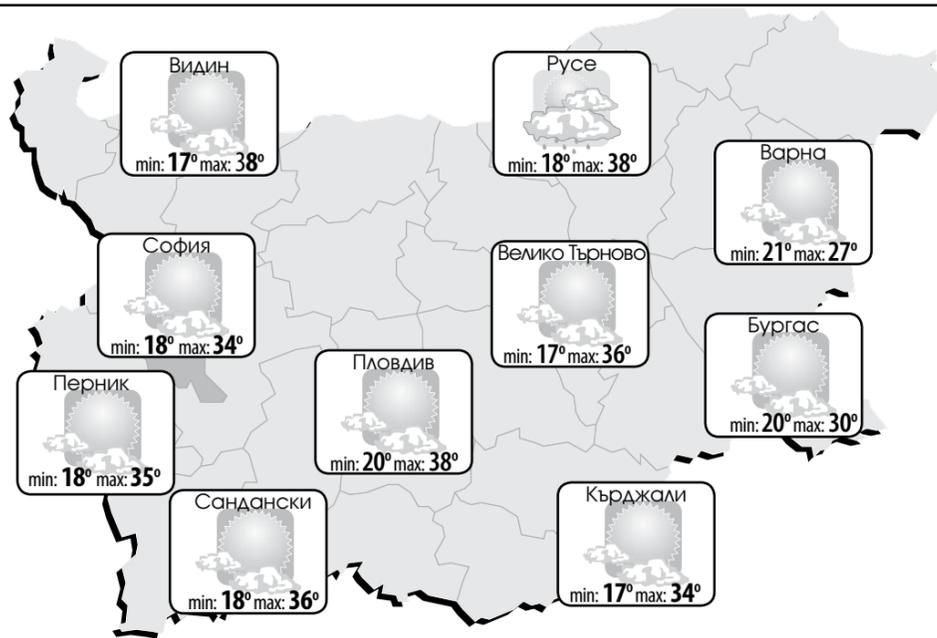 Видин
min: 17° max: 38°
Русе
min: 18° max: 38°
Варна
min: 21° max: 27°
София
min: 18° max: 34°
Велико Търново
min: 17° max: 36°
Бургас
min: 20° max: 30°
Пловдив
min: 20° max: 38°
Перник
min: 18° max: 35°
Сандански
min: 18° max: 36°
Кърджали
min: 17° max: 34°